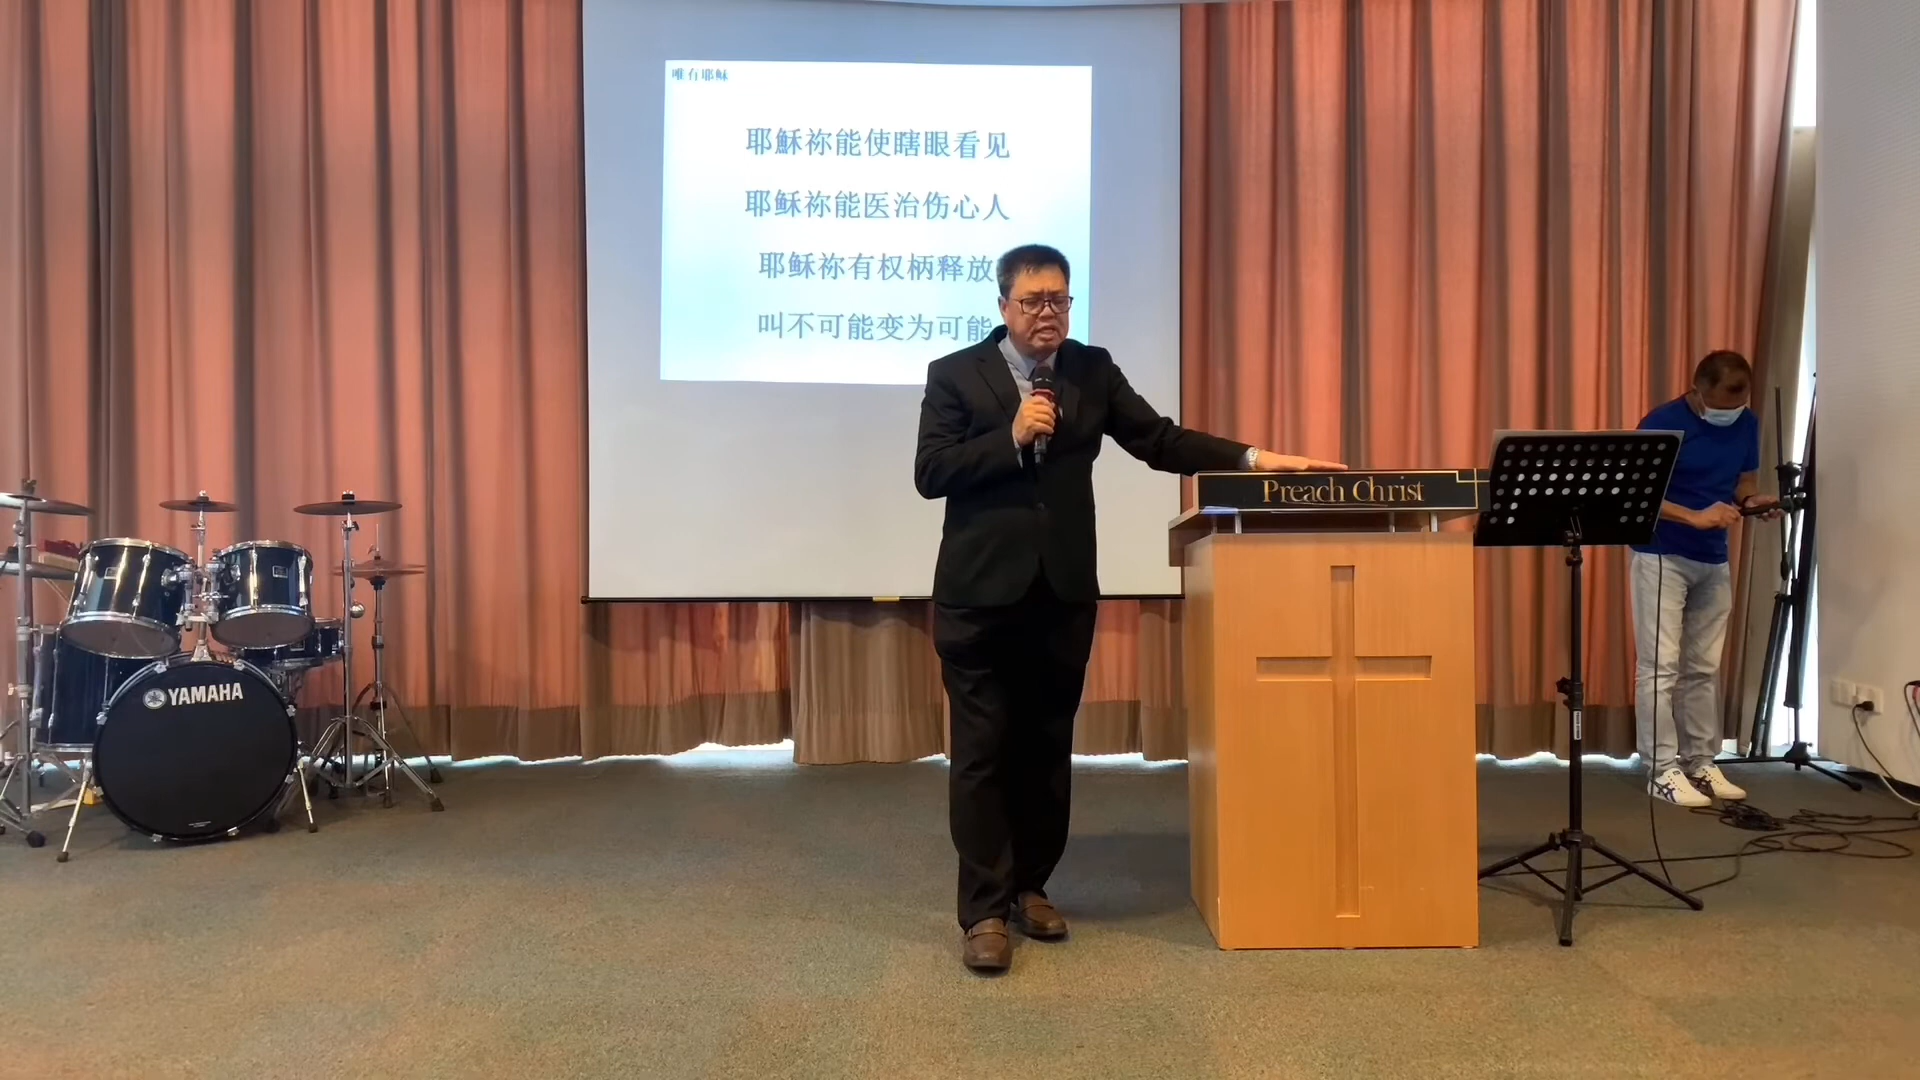 唯有耶稣
耶穌祢能使瞎眼看见
耶稣祢能医治伤心人
耶稣祢有权柄释放
叫不可能变为可能
Preach Christ
YAMAHA